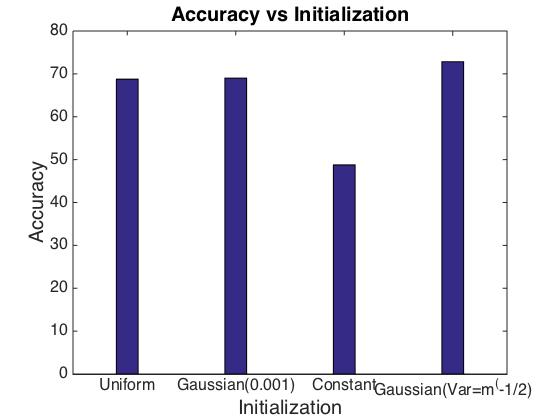 Accuracy vs Initialization
80
70
60
50
40
30
20
10
0
Accuracy
Uniform Gaussian(0.001) Constant Gaussian(Var=m^(-1/2)
Initialization